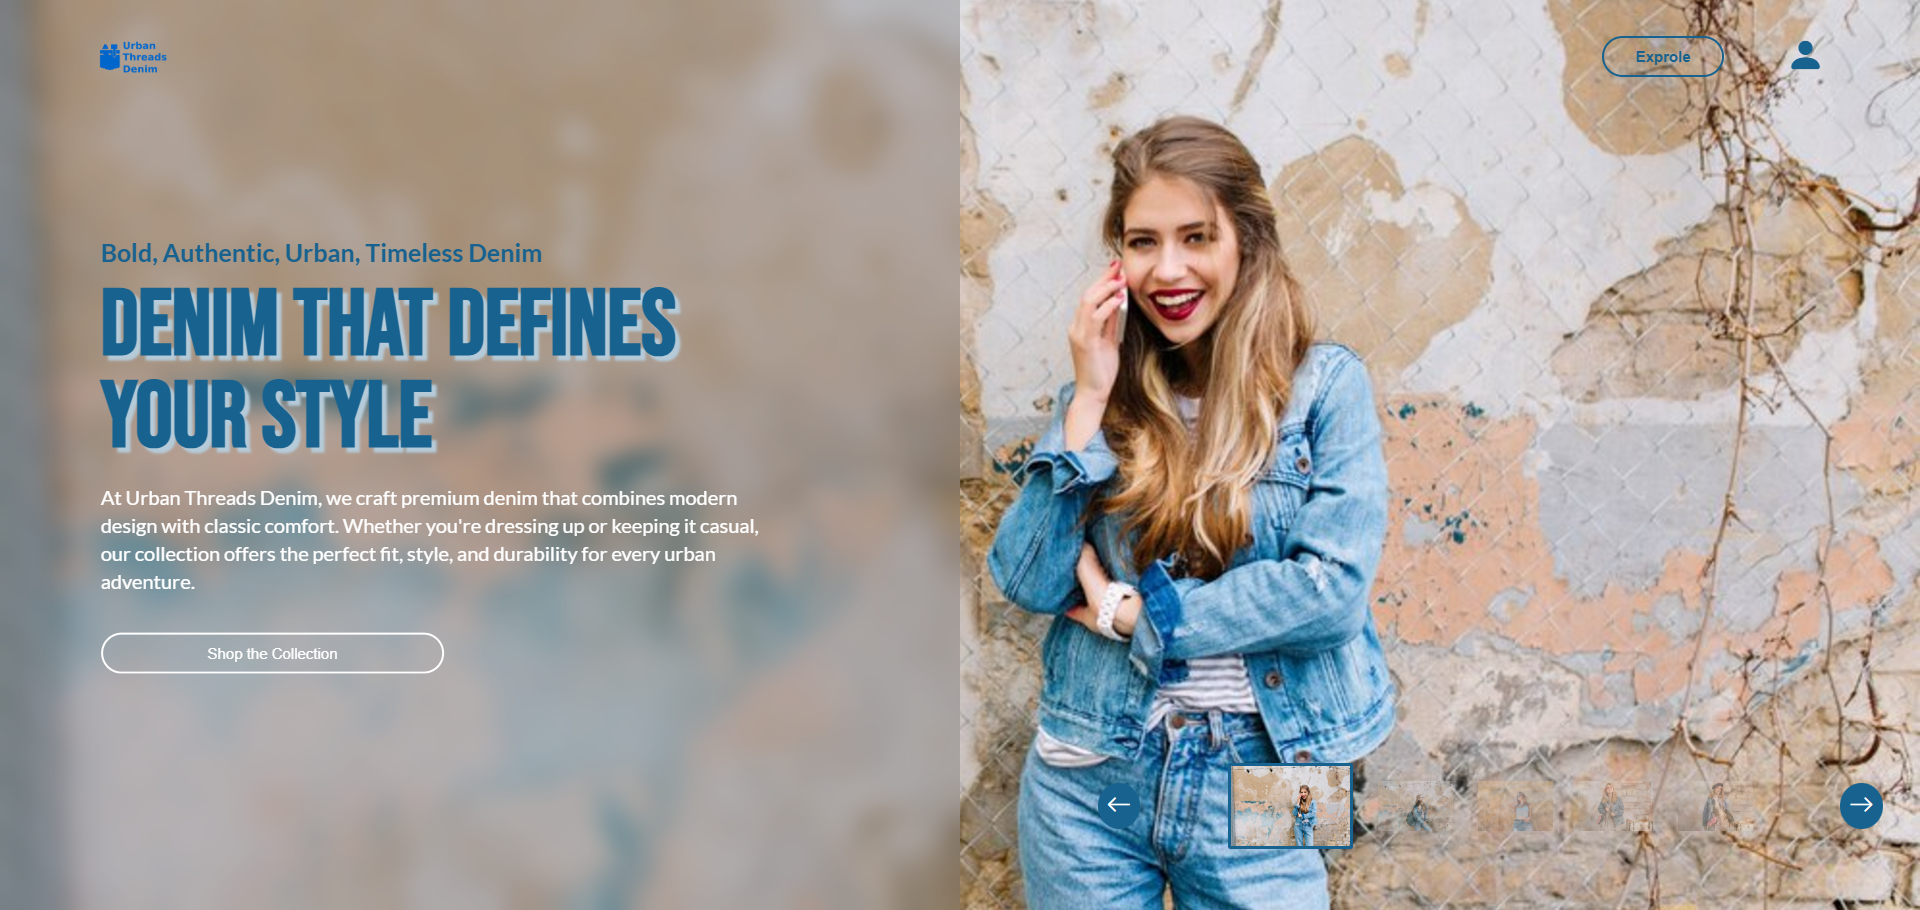 Urban
Threads
Denim
Exprole
Bold, Authentic, Urban, Timeless Denim
DENIM THAT DEFINES
YOUR STYLE
At Urban Threads Denim, we craft premium denim that combines modern
design with classic comfort. Whether you're dressing up or keeping it casual,
our collection offers the perfect fit, style, and durability for every urban
adventure.
Shop the Collection